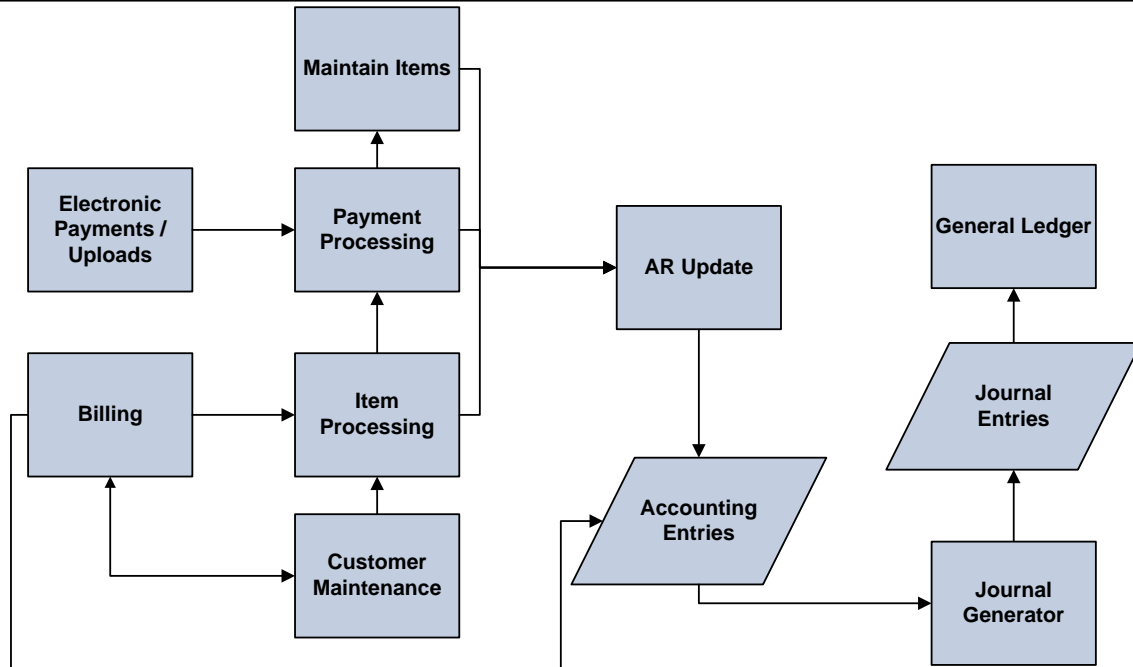 Maintain Items
Electronic
Payments /
Uploads
Payment
Processing
General Ledger
AR Update
Billing
Item
Processing
Journal
Entries
Accounting
Entries
Customer
Maintenance
Journal
Generator